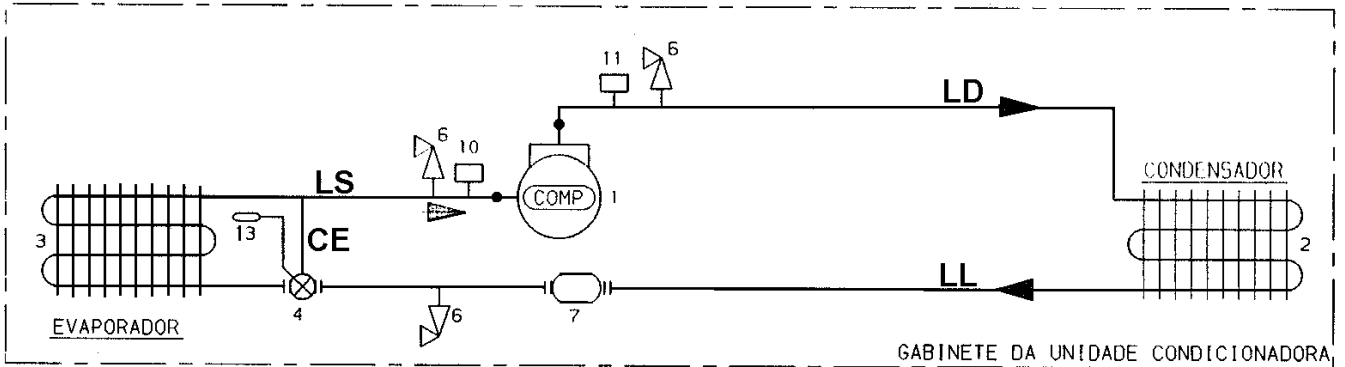 11
6
LD
6
10
CONDENSADOR
LS
COMP
1
3
13
CE
2
LL
4
6
7
EVAPORADOR
GABINETE DA UNIDADE CONDICIONADORA